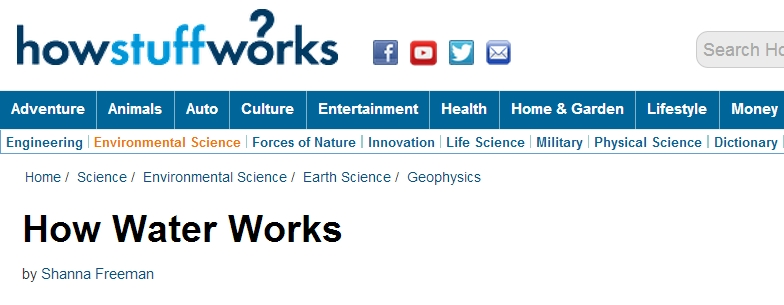 howstuffworks?
Search Ho
Adventure Animals Auto Culture Entertainment Health Home & Garden Lifestyle Money
Engineering Environmental Science Forces of Nature Innovation Life Science Military Physical Science Dictionary
Home / Science / Environmental Science / Earth Science / Geophysics
How Water Works
by Shanna Freeman